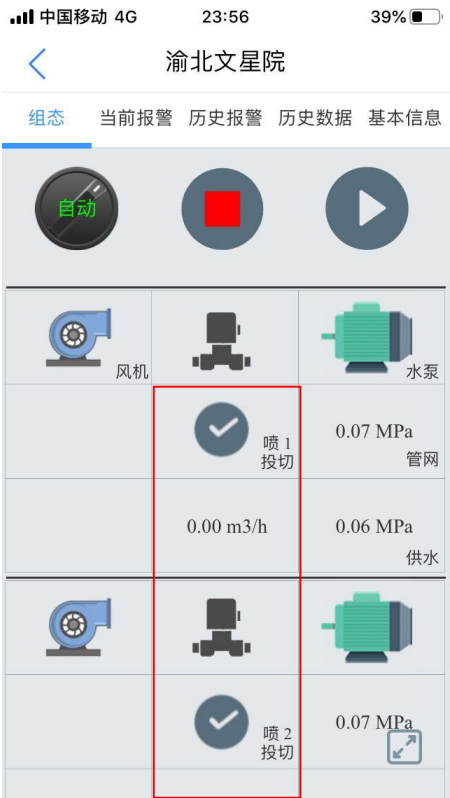 中国移动 4G 23:56 39%
渝北文星院
组态 当前报警 历史报警 历史数据 基本信息
自动
风机 水泵
喷 1
投切
0.07 MPa
管网
0.00 m3/h 0.06 MPa
供水
喷 2
投切
0.07 MPa